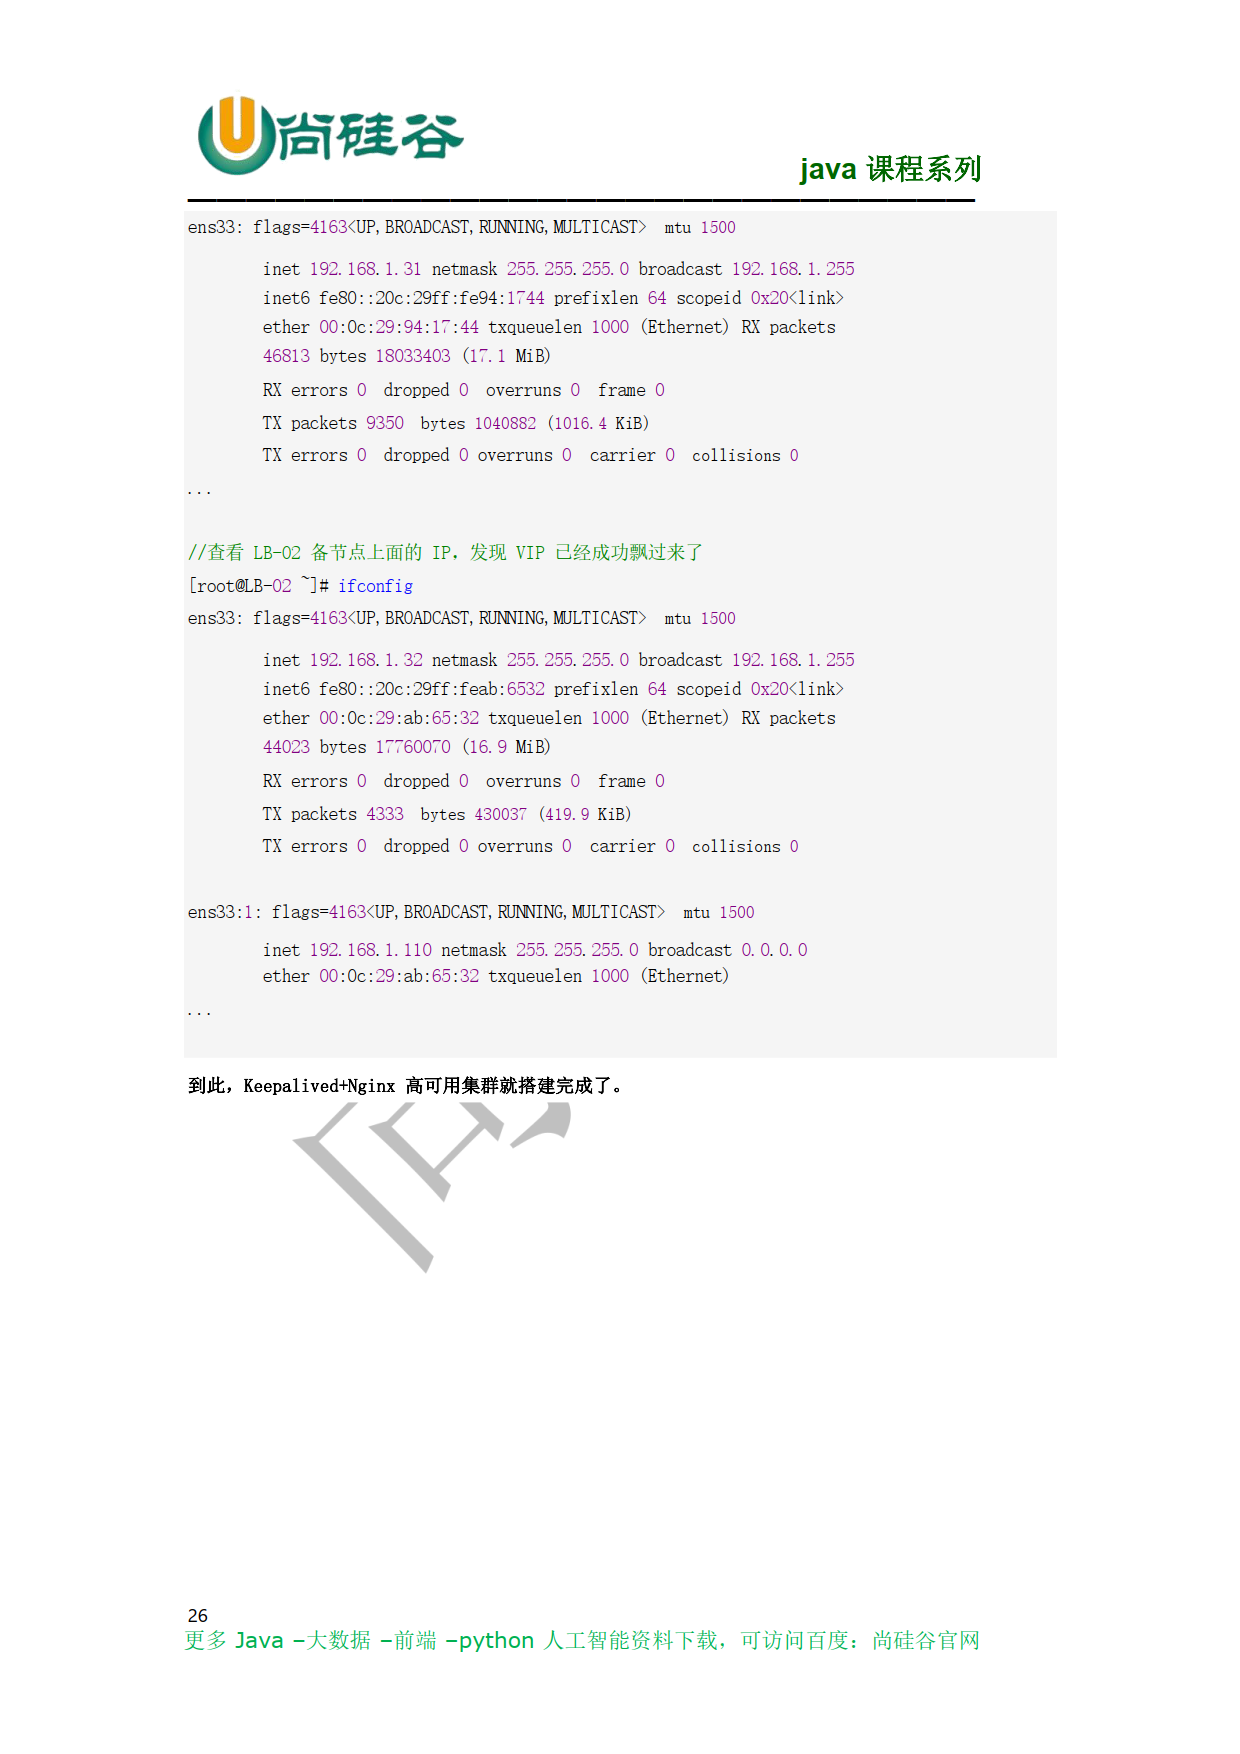 尚硅谷
java 课程系列
ens33: flags=4163<UP,BROADCAST,RUNNING,MULTICAST>  mtu 1500
inet 192.168.1.31 netmask 255.255.255.0 broadcast 192.168.1.255
inet6 fe80::20c:29ff:fe94:1744 prefixlen 64 scopeid 0x20<link>
ether 00:0c:29:94:17:44 txqueuelen 1000 (Ethernet) RX packets
46813 bytes 18033403 (17.1 MiB)
RX errors 0  dropped 0  overruns 0  frame 0
TX packets 9350  bytes 1040882 (1016.4 KiB)
TX errors 0  dropped 0 overruns 0  carrier 0  collisions 0
...
//查看 LB-02 备节点上面的 IP，发现 VIP 已经成功飘过来了
[root@LB-02 ~]# ifconfig
ens33: flags=4163<UP,BROADCAST,RUNNING,MULTICAST>  mtu 1500
inet 192.168.1.32 netmask 255.255.255.0 broadcast 192.168.1.255
inet6 fe80::20c:29ff:feab:6532 prefixlen 64 scopeid 0x20<link>
ether 00:0c:29:ab:65:32 txqueuelen 1000 (Ethernet) RX packets
44023 bytes 17760070 (16.9 MiB)
RX errors 0  dropped 0  overruns 0  frame 0
TX packets 4333  bytes 430037 (419.9 KiB)
TX errors 0  dropped 0 overruns 0  carrier 0  collisions 0
ens33:1: flags=4163<UP,BROADCAST,RUNNING,MULTICAST>  mtu 1500
inet 192.168.1.110 netmask 255.255.255.0 broadcast 0.0.0.0
ether 00:0c:29:ab:65:32 txqueuelen 1000 (Ethernet)
...
到此，Keepalived+Nginx 高可用集群就搭建完成了。
26
更多 Java –大数据 –前端 –python 人工智能资料下载，可访问百度：尚硅谷官网